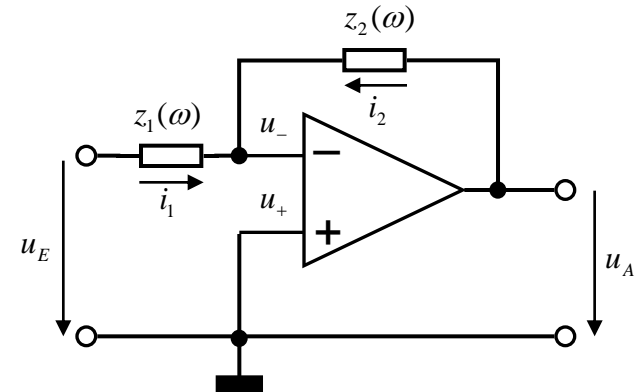 z₂(ω)
i₂
z₁(ω)
u₋
−
i₁
u₊
+
u_E
u_A